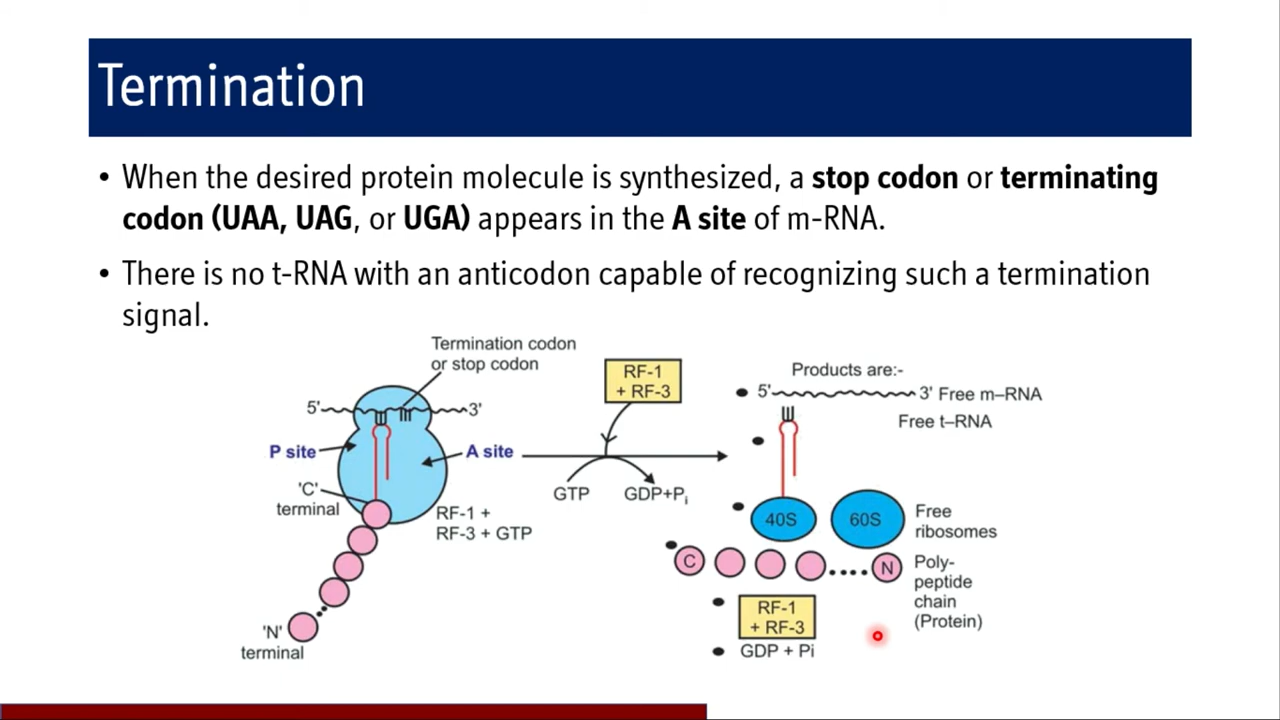 Termination
• When the desired protein molecule is synthesized, a stop codon or terminating
codon (UAA, UAG, or UGA) appears in the A site of m-RNA.
• There is no t-RNA with an anticodon capable of recognizing such a termination
signal.
Termination codon
or stop codon
5'
3'
P site
A site
'C'
terminal
RF-1 +
RF-3 + GTP
'N'
terminal
RF-1
+ RF-3
GTP
GDP+Pi
Products are:-
5'
3' Free m–RNA
Free t–RNA
40S
60S
Free
ribosomes
C
N
Poly-
peptide
chain
(Protein)
RF-1
+ RF-3
GDP + Pi